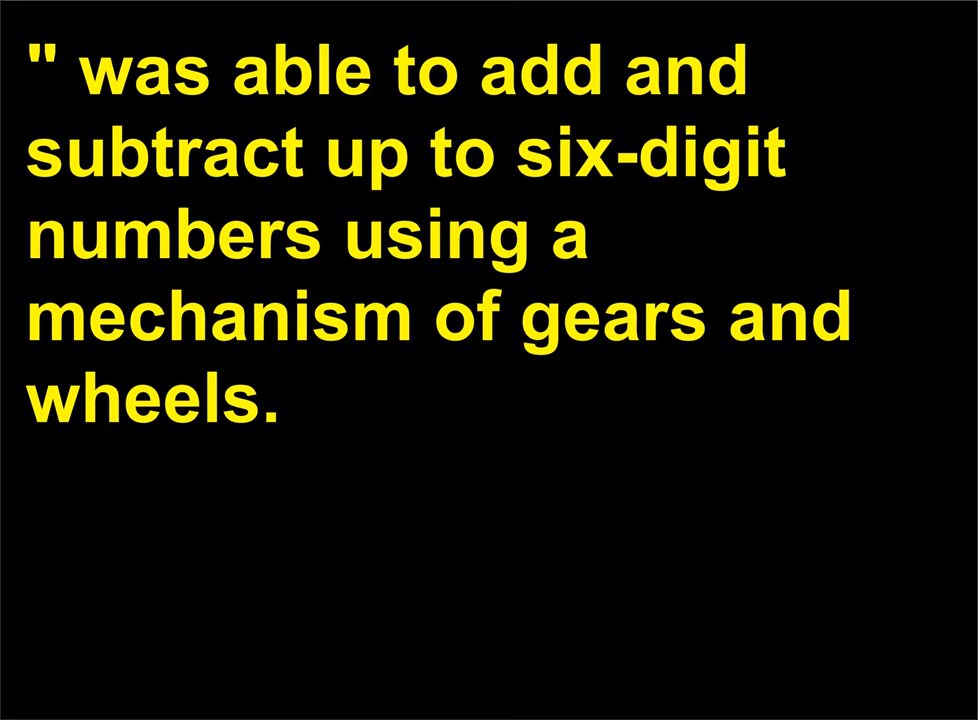 " was able to add and
subtract up to six-digit
numbers using a
mechanism of gears and
wheels.